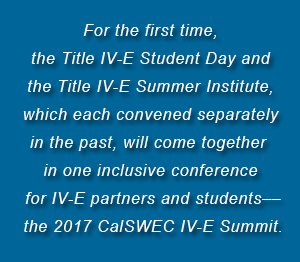 For the first time,
the Title IV-E Student Day and
the Title IV-E Summer Institute,
which each convened separately
in the past, will come together
in one inclusive conference
for IV-E partners and students––
the 2017 CalSWEC IV-E Summit.